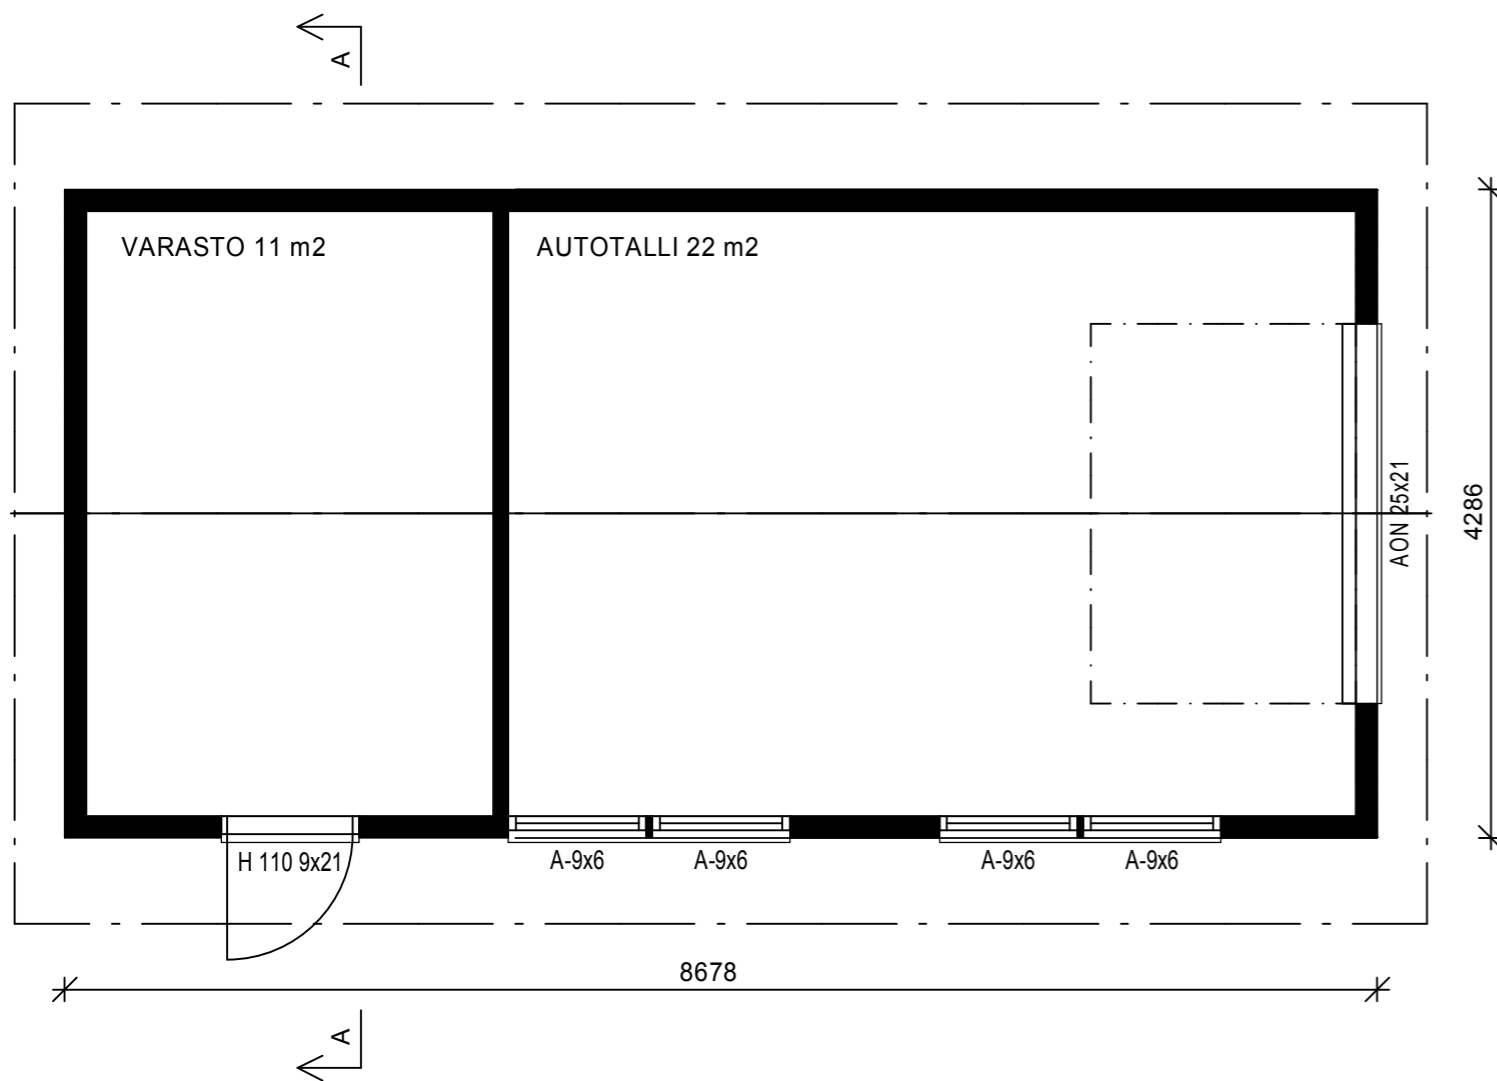 A
VARASTO 11 m2
AUTOTALLI 22 m2
AON 25x21
4286
H 110 9x21
A-9x6
A-9x6
A-9x6
A-9x6
8678
A